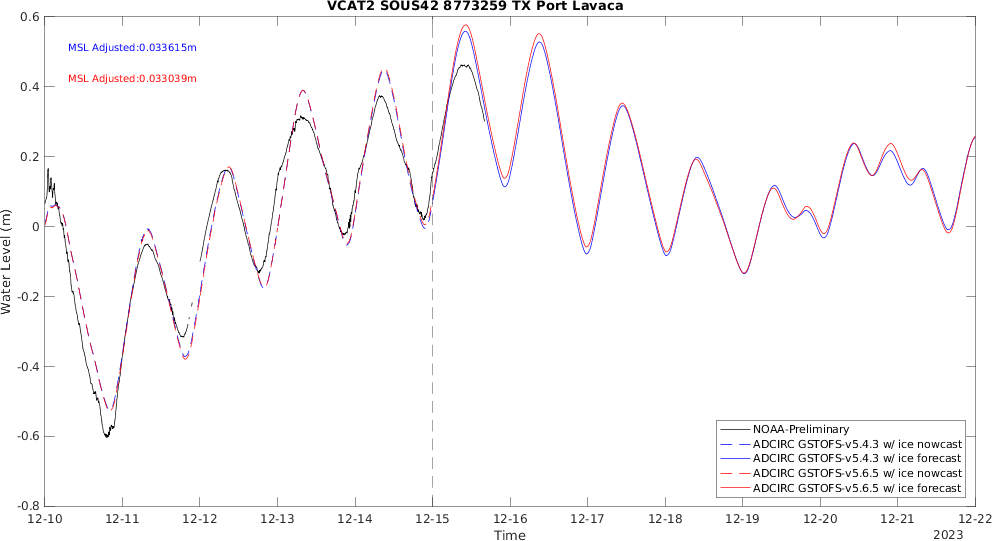 VCAT2 SOUS42 8773259 TX Port Lavaca
MSL Adjusted:0.033615m
MSL Adjusted:0.033039m
Water Level (m)
0.6
0.4
0.2
0
-0.2
-0.4
-0.6
-0.8
NOAA-Preliminary
ADCIRC GSTOFS-v5.4.3 w/ ice nowcast
ADCIRC GSTOFS-v5.4.3 w/ ice forecast
ADCIRC GSTOFS-v5.6.5 w/ ice nowcast
ADCIRC GSTOFS-v5.6.5 w/ ice forecast
12-10 12-11 12-12 12-13 12-14 12-15 12-16 12-17 12-18 12-19 12-20 12-21 12-22
Time
2023